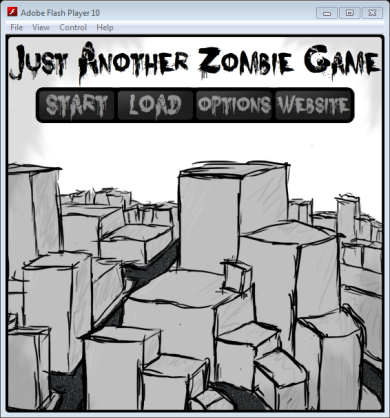 Adobe Flash Player 10
File View Control Help
Just Another Zombie Game
START LOAD OPTIONS WEBSITE